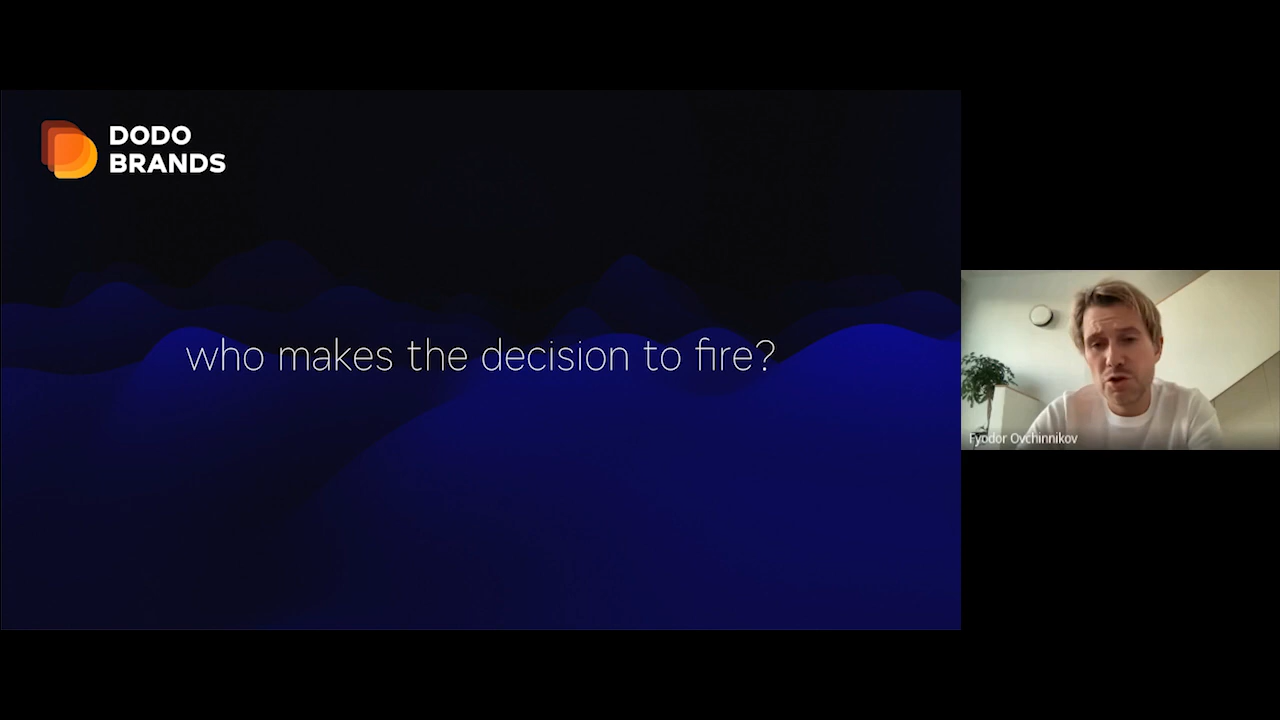 DODO
BRANDS
who makes the decision to fire?
Fyodor Ovchinnikov